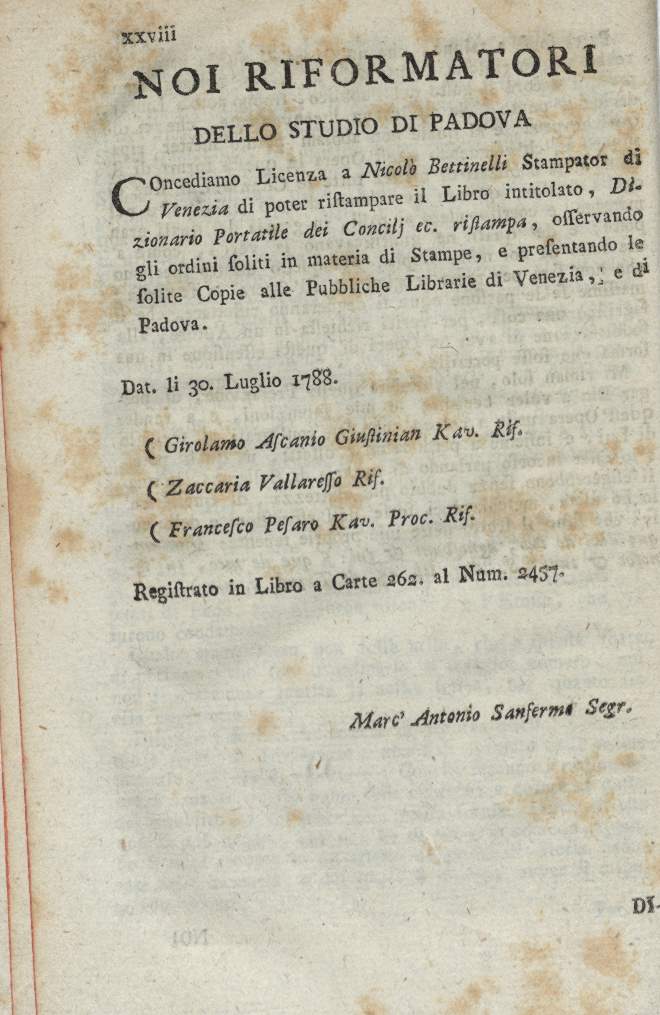 xxviii
NOI RIFORMATORI
DELLO STUDIO DI PADOVA
COncediamo Licenza a Nicolò Bettinelli Stampator di
Venezia di poter riſtampare il Libro intitolato, Di-
zionario Portatile dei Concilj ec. riſtampa, oſſervando
gli ordini ſoliti in materia di Stampe, e preſentando le
ſolite Copie alle Pubbliche Librarie di Venezia, e di
Padova.
Dat. li 30. Luglio 1788.
( Girolamo Aſcanio Giuſtinian Kav. Rif.
( Zaccaria Vallareſſo Rif.
( Franceſco Peſaro Kav. Proc. Rif.
Regiſtrato in Libro a Carte 262. al Num. 2457.
Marc' Antonio Sanfermo Segr.
DI-